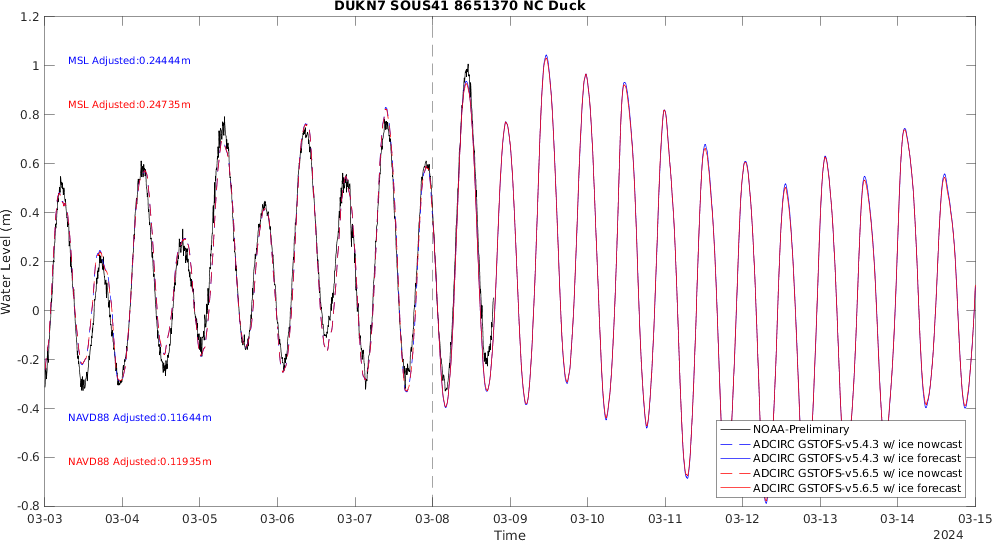 DUKN7 SOUS41 8651370 NC Duck
1.2
1
0.8
0.6
0.4
0.2
0
-0.2
-0.4
-0.6
-0.8
Water Level (m)
MSL Adjusted:0.24444m
MSL Adjusted:0.24735m
NAVD88 Adjusted:0.11644m
NAVD88 Adjusted:0.11935m
NOAA-Preliminary
ADCIRC GSTOFS-v5.4.3 w/ ice nowcast
ADCIRC GSTOFS-v5.4.3 w/ ice forecast
ADCIRC GSTOFS-v5.6.5 w/ ice nowcast
ADCIRC GSTOFS-v5.6.5 w/ ice forecast
03-03 03-04 03-05 03-06 03-07 03-08 03-09 03-10 03-11 03-12 03-13 03-14 03-15
Time
2024